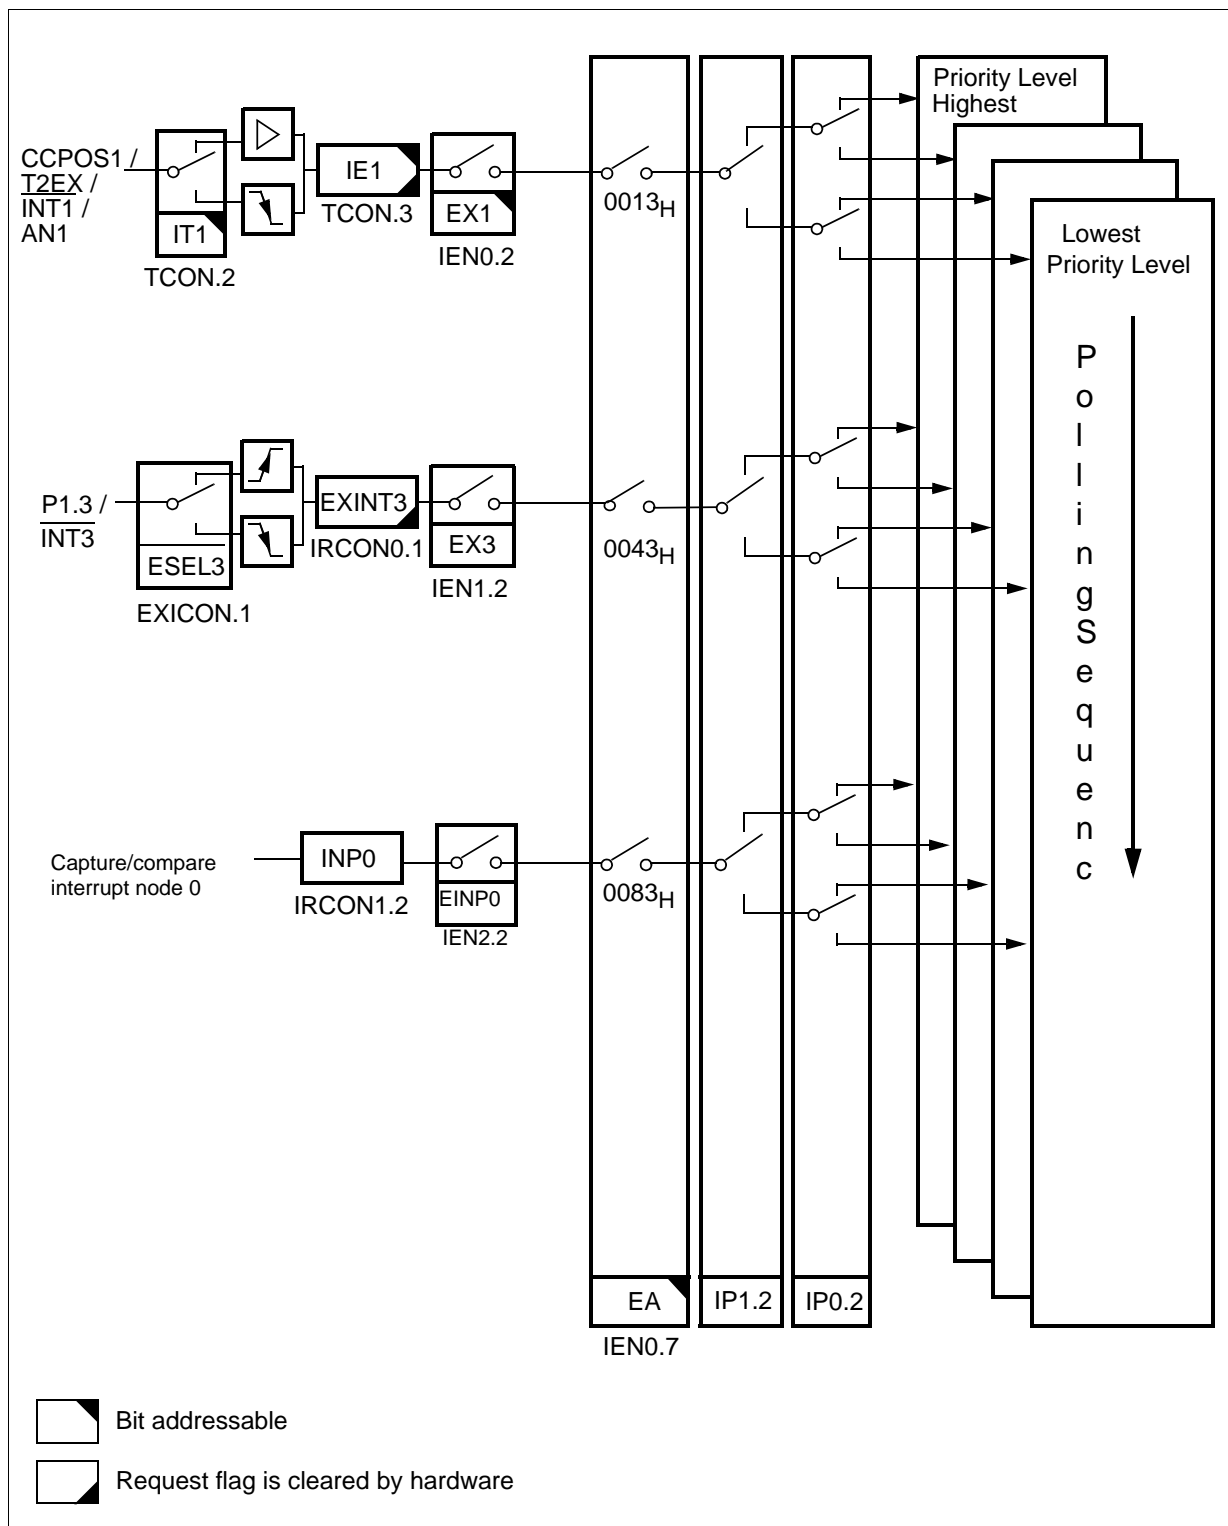 Priority Level
Highest
CCPOS1 /
T2EX /
INT1 /
AN1
IT1
TCON.2
IE1
TCON.3
EX1
IEN0.2
0013H
Lowest
Priority Level
P1.3 /
INT3
ESEL3
EXICON.1
EXINT3
IRCON0.1
EX3
IEN1.2
0043H
Capture/compare
interrupt node 0
INP0
IRCON1.2
EINP0
IEN2.2
0083H
P
o
l
l
i
n
g
S
e
q
u
e
n
c
EA
IP1.2
IP0.2
IEN0.7
Bit addressable
Request flag is cleared by hardware